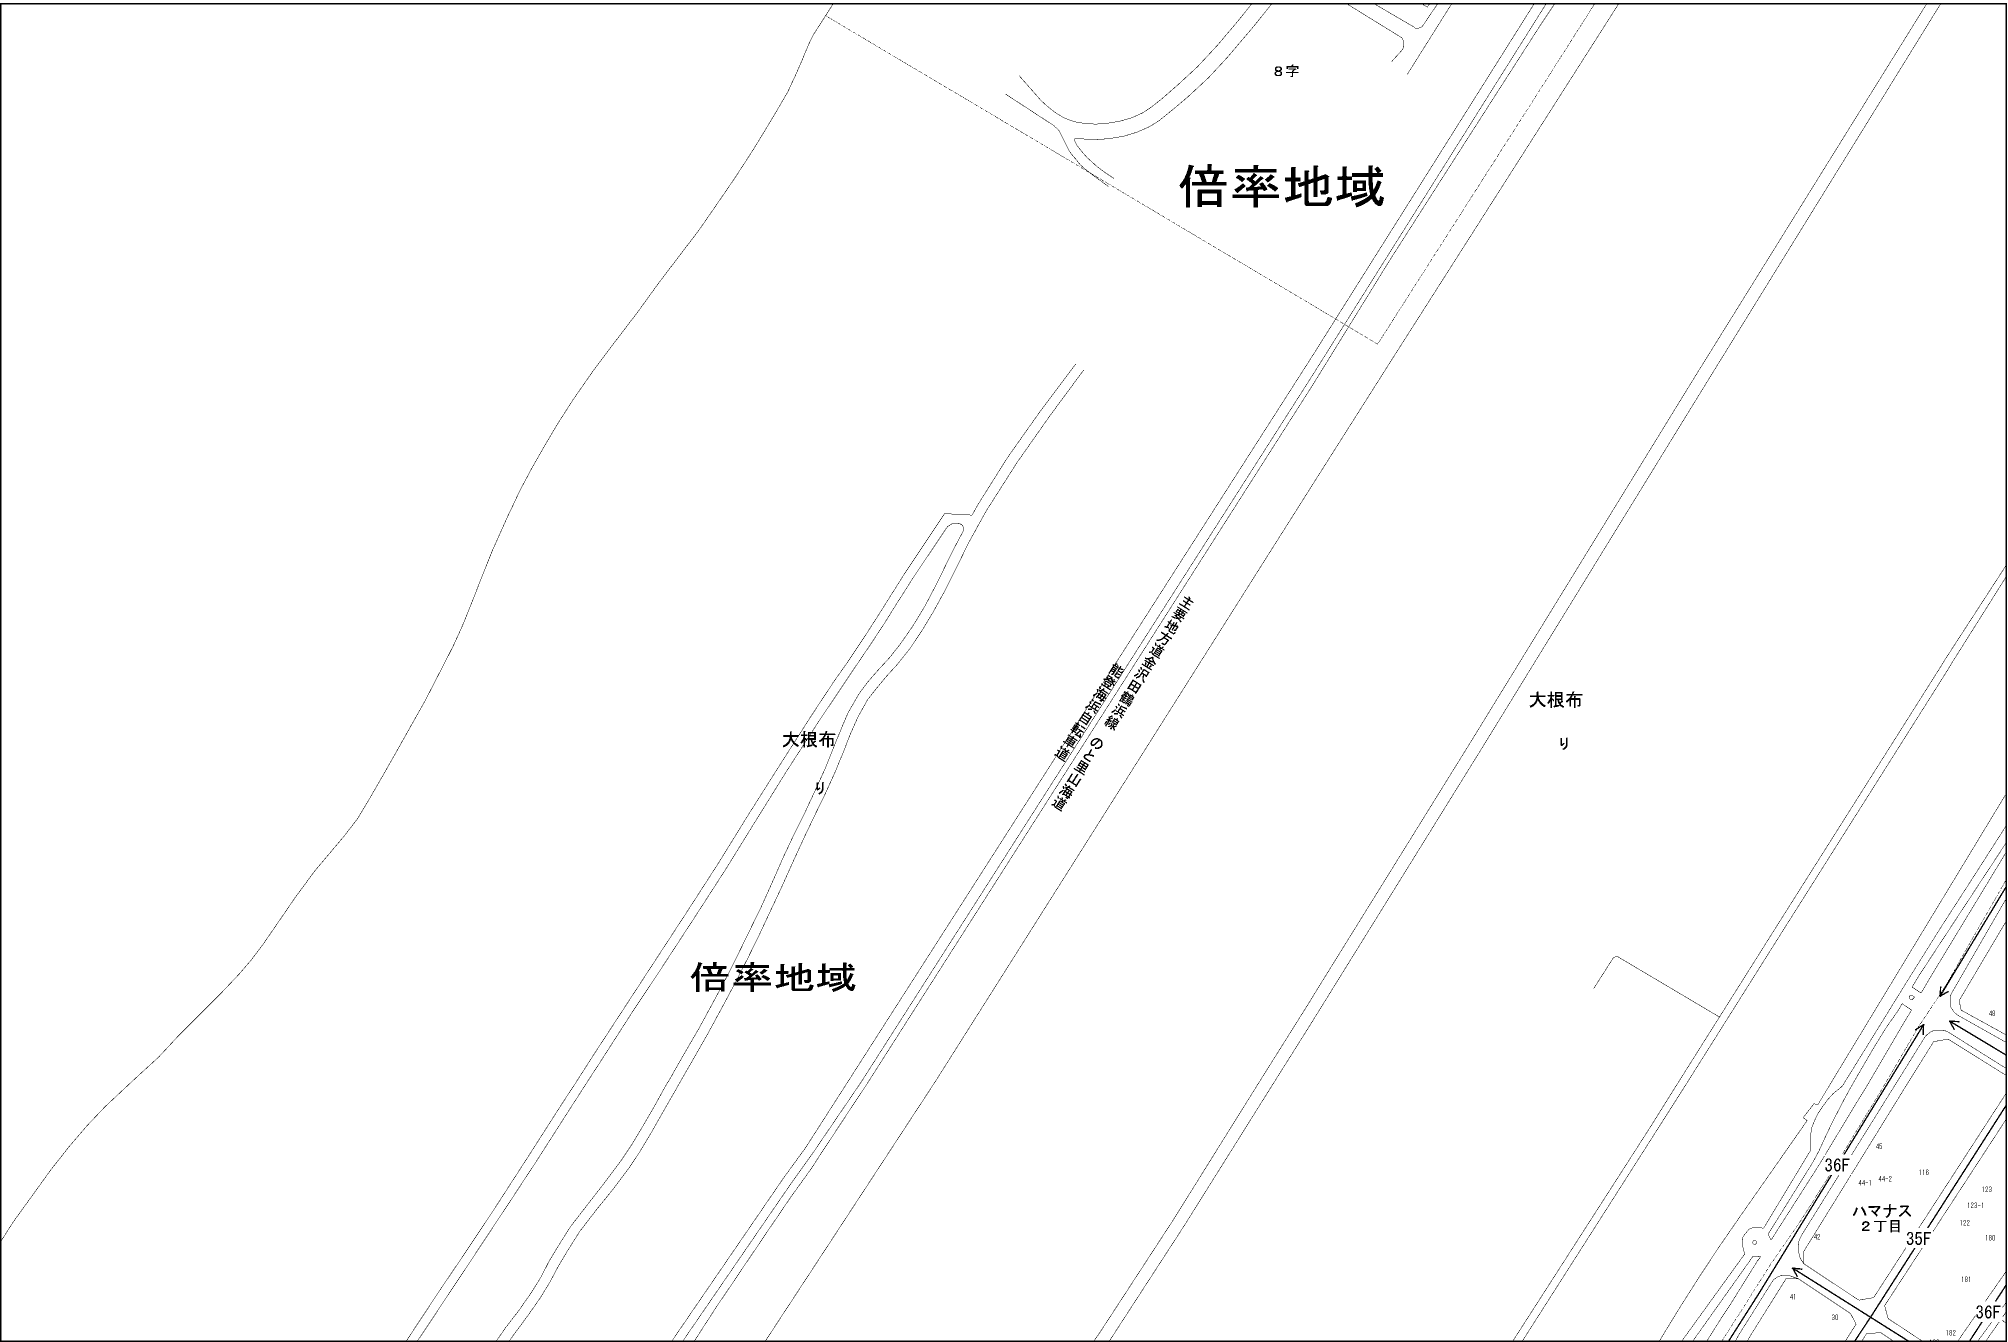 ８字
倍率地域
主要地方道金沢田鶴浜線 のと里山海道
能登海浜自転車道
大根布
り
大根布
り
倍率地域
48
45
36F
116
44-1
44-2
123
123-1
ハマナス
２丁目
122
42
35F
180
181
41
36F
30
182